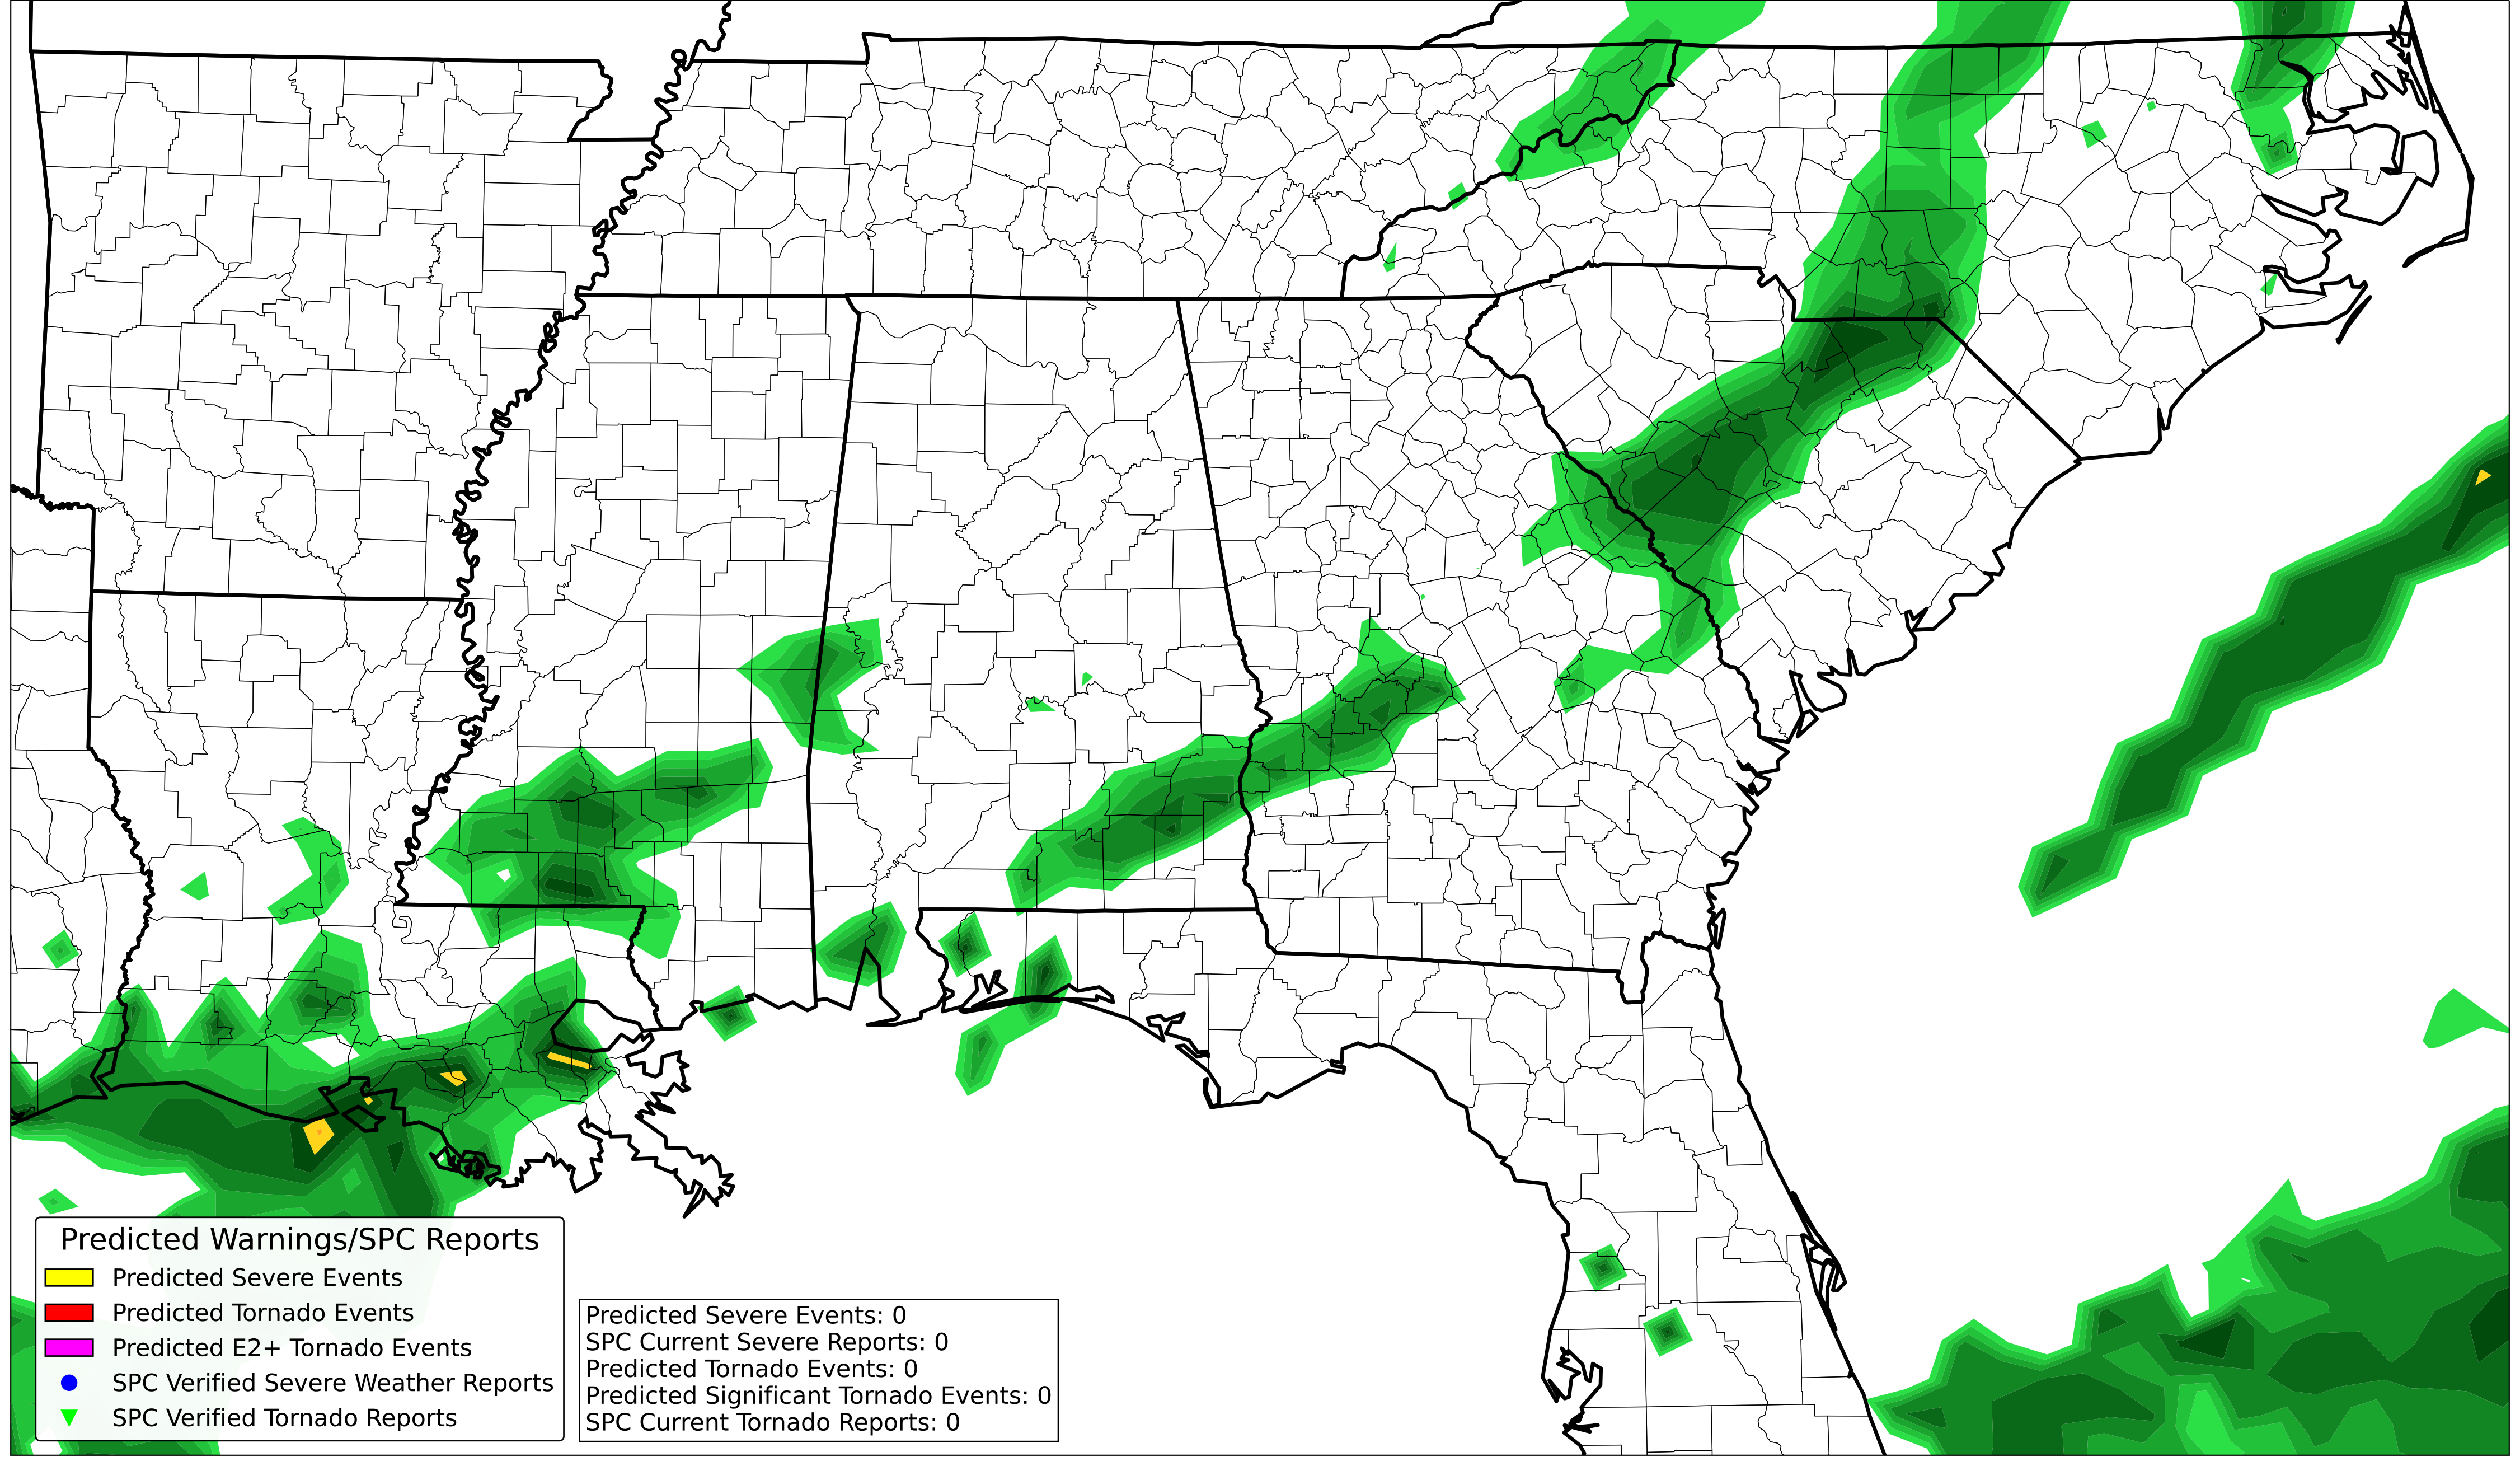 Predicted Warnings/SPC Reports
Predicted Severe Events
Predicted Tornado Events
Predicted E2+ Tornado Events
SPC Verified Severe Weather Reports
SPC Verified Tornado Reports
Predicted Severe Events: 0
SPC Current Severe Reports: 0
Predicted Tornado Events: 0
Predicted Significant Tornado Events: 0
SPC Current Tornado Reports: 0